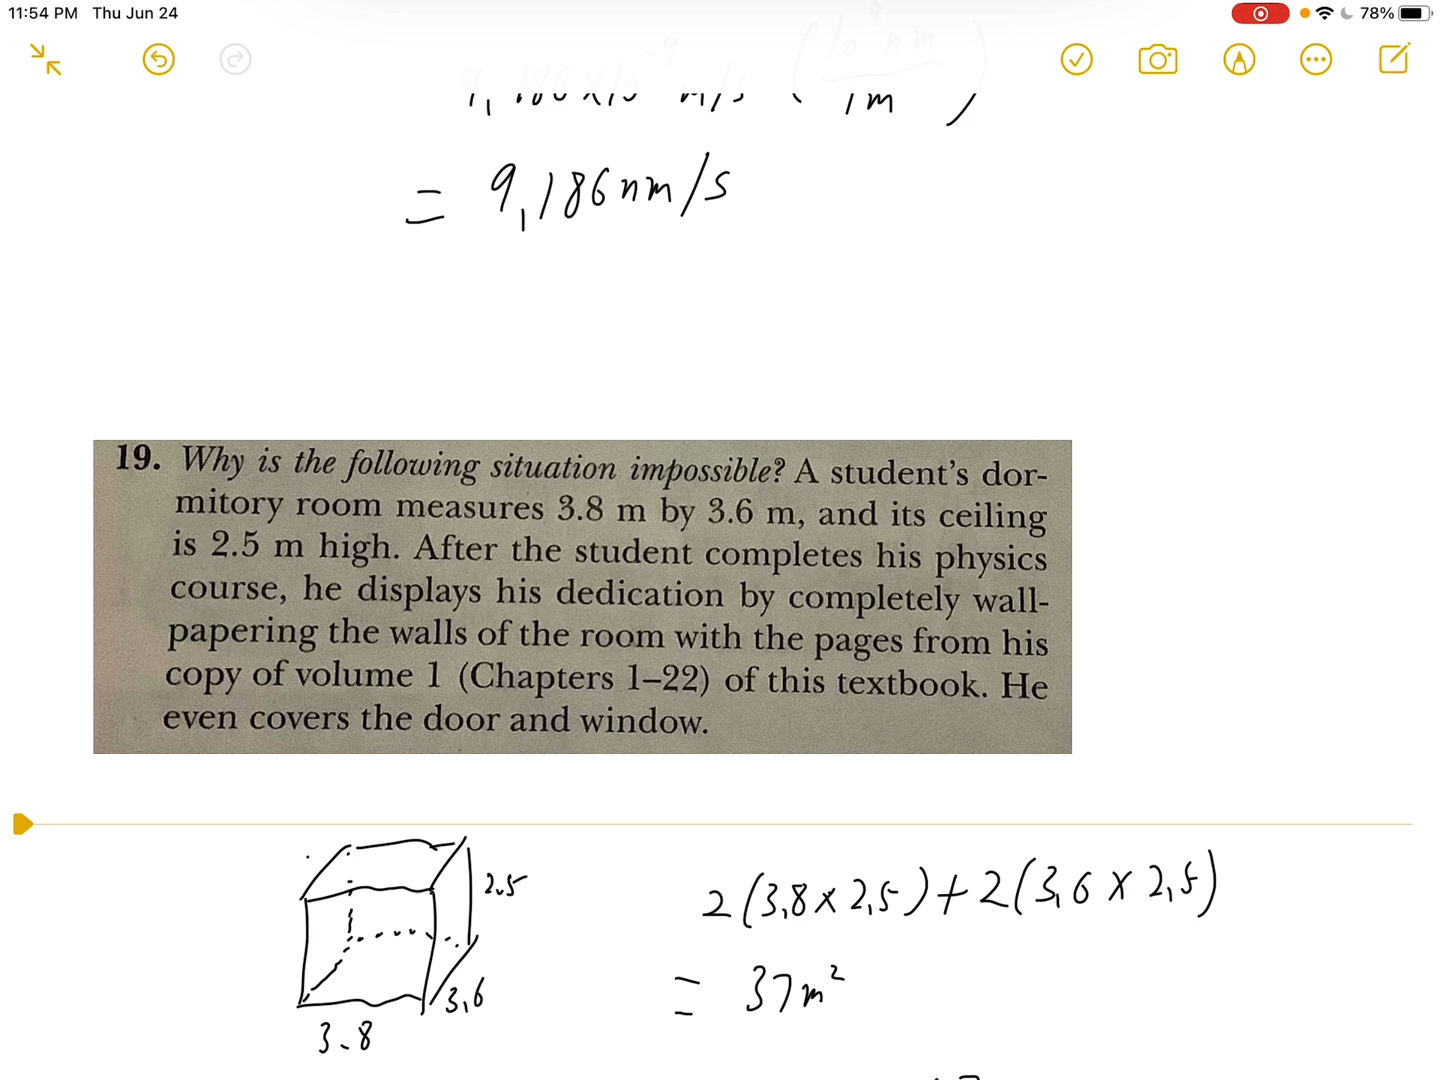 11:54 PM Thu Jun 24
78%
1 m
= 9,186 nm/s
19. Why is the following situation impossible? A student's dor-
mitory room measures 3.8 m by 3.6 m, and its ceiling
is 2.5 m high. After the student completes his physics
course, he displays his dedication by completely wall-
papering the walls of the room with the pages from his
copy of volume 1 (Chapters 1–22) of this textbook. He
even covers the door and window.
2.5
3,6
3.8
2(3,8 × 2,5) + 2(3,6 × 2,5)
= 37 m²